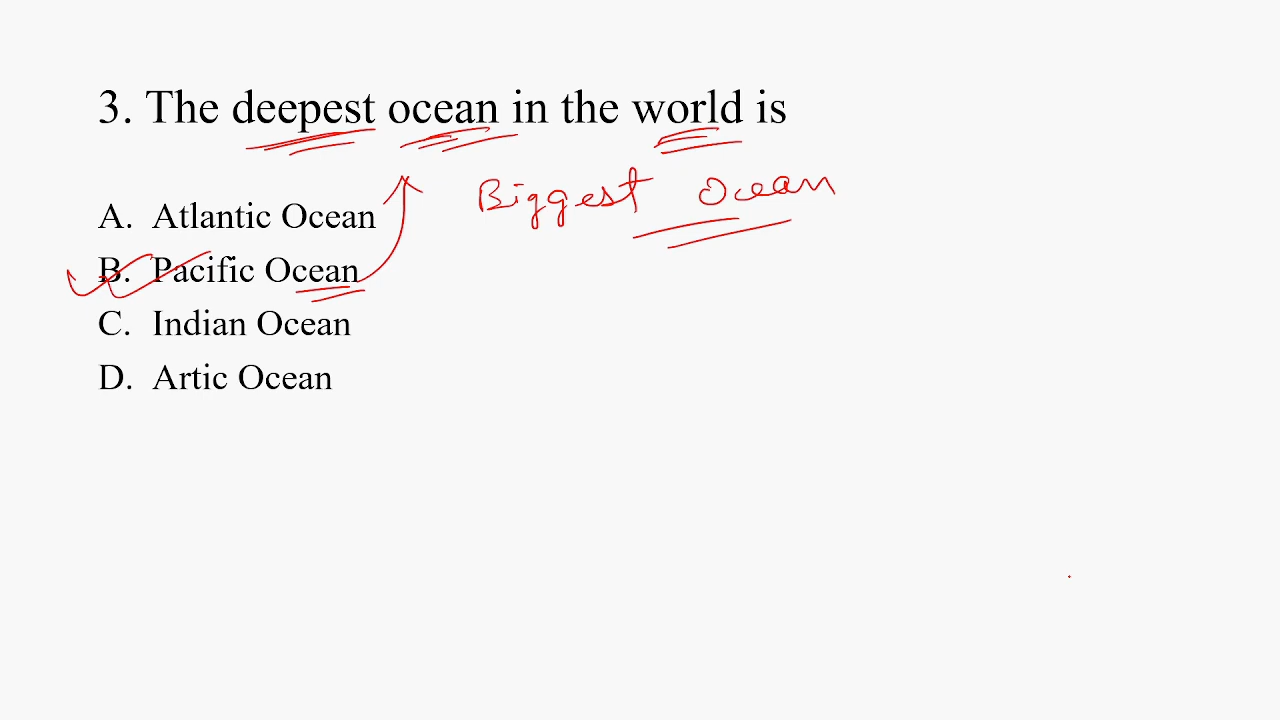 3. The deepest ocean in the world is
Biggest Ocean
A. Atlantic Ocean
B. Pacific Ocean
C. Indian Ocean
D. Artic Ocean